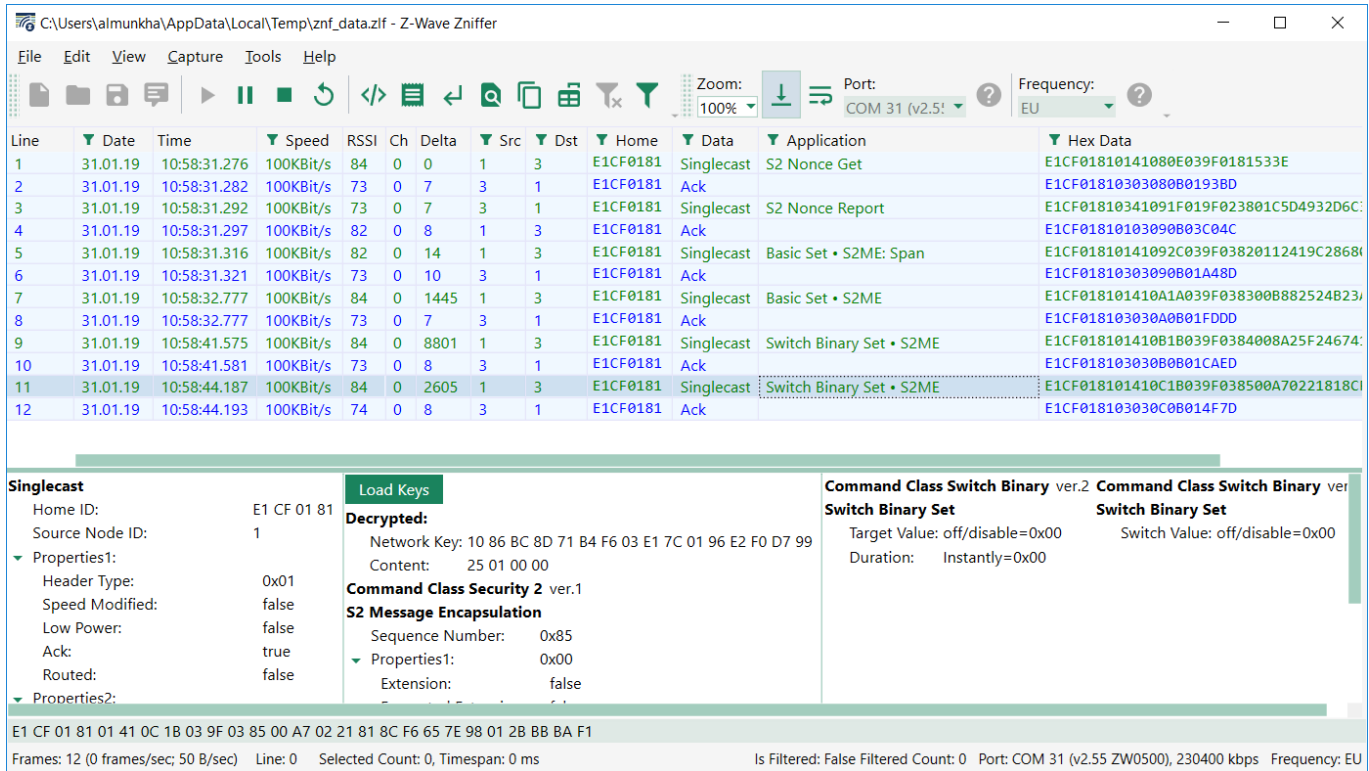 C:\Users\almunkha\AppData\Local\Temp\znf_data.zlf - Z-Wave Zniffer
File Edit View Capture Tools Help
Zoom: Port: Frequency:
100% COM 31 (v2.5! EU
Line Date Time Speed RSSI Ch Delta Src Dst Home Data Application Hex Data
1 31.01.19 10:58:31.276 100KBit/s 84 0 0 1 3 E1CF0181 Singlecast S2 Nonce Get E1CF01810141080E039F0181533E
2 31.01.19 10:58:31.282 100KBit/s 73 0 7 3 1 E1CF0181 Ack E1CF01810303080B0193BD
3 31.01.19 10:58:31.292 100KBit/s 73 0 7 3 1 E1CF0181 Singlecast S2 Nonce Report E1CF01810341091F019F023801C5D4932D6C
4 31.01.19 10:58:31.297 100KBit/s 82 0 8 1 3 E1CF0181 Ack E1CF01810103090B03C04C
5 31.01.19 10:58:31.316 100KBit/s 82 0 14 1 3 E1CF0181 Singlecast Basic Set • S2ME: Span E1CF01810141092C039F03820112419C2868
6 31.01.19 10:58:31.321 100KBit/s 73 0 10 3 1 E1CF0181 Ack E1CF01810303090B01A48D
7 31.01.19 10:58:32.777 100KBit/s 84 0 1445 1 3 E1CF0181 Singlecast Basic Set • S2ME E1CF018101410A1A039F038300B882524B23
8 31.01.19 10:58:32.777 100KBit/s 73 0 7 3 1 E1CF0181 Ack E1CF018103030A0B01FDDD
9 31.01.19 10:58:41.575 100KBit/s 84 0 8801 1 3 E1CF0181 Singlecast Switch Binary Set • S2ME E1CF018101410B1B039F0384008A25F24674
10 31.01.19 10:58:41.581 100KBit/s 73 0 8 3 1 E1CF0181 Ack E1CF018103030B0B01CAED
11 31.01.19 10:58:44.187 100KBit/s 84 0 2605 1 3 E1CF0181 Singlecast Switch Binary Set • S2ME E1CF018101410C1B039F038500A70221818C
12 31.01.19 10:58:44.193 100KBit/s 74 0 8 3 1 E1CF0181 Ack E1CF018103030C0B014F7D
Singlecast
Home ID: E1 CF 01 81
Source Node ID: 1
Properties1:
Header Type: 0x01
Speed Modified: false
Low Power: false
Ack: true
Routed: false
Properties2:
Load Keys
Decrypted:
Network Key: 10 86 BC 8D 71 B4 F6 03 E1 7C 01 96 E2 F0 D7 99
Content: 25 01 00 00
Command Class Security 2 ver.1
S2 Message Encapsulation
Sequence Number: 0x85
Properties1: 0x00
Extension: false
Command Class Switch Binary ver.2 Command Class Switch Binary ver
Switch Binary Set Switch Binary Set
Target Value: off/disable=0x00 Switch Value: off/disable=0x00
Duration: Instantly=0x00
E1 CF 01 81 01 41 0C 1B 03 9F 03 85 00 A7 02 21 81 8C F6 65 7E 98 01 2B BB BA F1
Frames: 12 (0 frames/sec; 50 B/sec) Line: 0 Selected Count: 0, Timespan: 0 ms Is Filtered: False Filtered Count: 0 Port: COM 31 (v2.55 ZW0500), 230400 kbps Frequency: EU